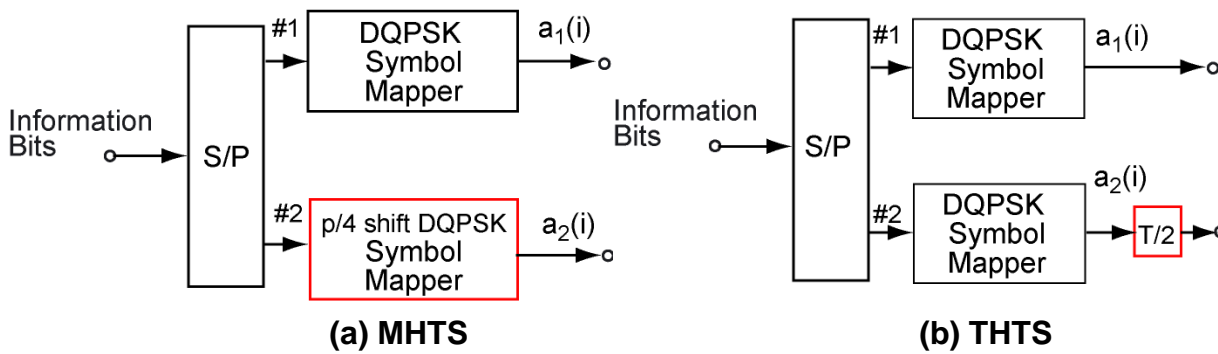 Information
Bits
S/P
#1
DQPSK
Symbol
Mapper
a₁(i)
#2
p/4 shift DQPSK
Symbol
Mapper
a₂(i)
(a) MHTS
Information
Bits
S/P
#1
DQPSK
Symbol
Mapper
a₁(i)
#2
DQPSK
Symbol
Mapper
a₂(i)
T/2
(b) THTS